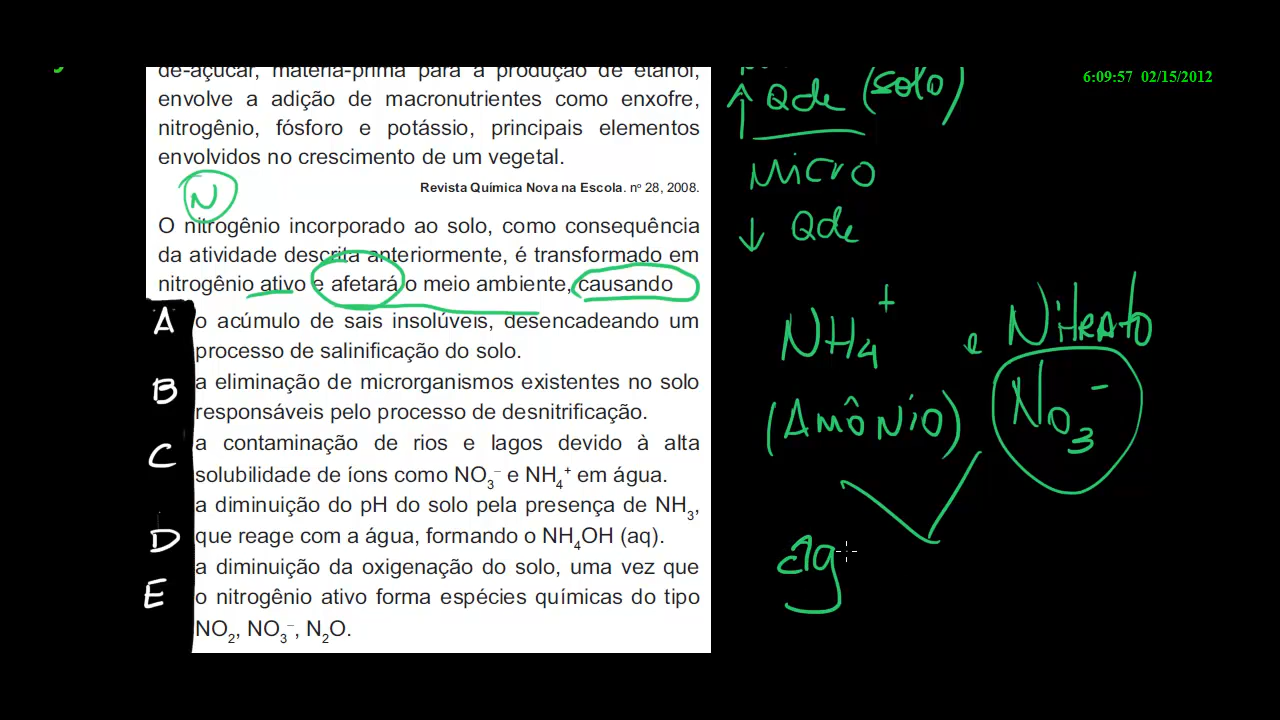 6:09:57 02/15/2012
de-açúcar, matéria-prima para a produção de etanol,
envolve a adição de macronutrientes como enxofre,
nitrogênio, fósforo e potássio, principais elementos
envolvidos no crescimento de um vegetal.
Revista Química Nova na Escola. nº 28, 2008.
N
O nitrogênio incorporado ao solo, como consequência
da atividade descrita anteriormente, é transformado em
nitrogênio ativo e afetará o meio ambiente, causando
A o acúmulo de sais insolúveis, desencadeando um
processo de salinificação do solo.
B a eliminação de microrganismos existentes no solo
responsáveis pelo processo de desnitrificação.
C a contaminação de rios e lagos devido à alta
solubilidade de íons como NO₃⁻ e NH₄⁺ em água.
D a diminuição do pH do solo pela presença de NH₃,
que reage com a água, formando o NH₄OH (aq).
E a diminuição da oxigenação do solo, uma vez que
o nitrogênio ativo forma espécies químicas do tipo
NO₂, NO₃⁻, N₂O.
↑ Qde (solo)
Micro
↓ Qde
NH₄⁺ e Nitrato
(Amônio) NO₃⁻